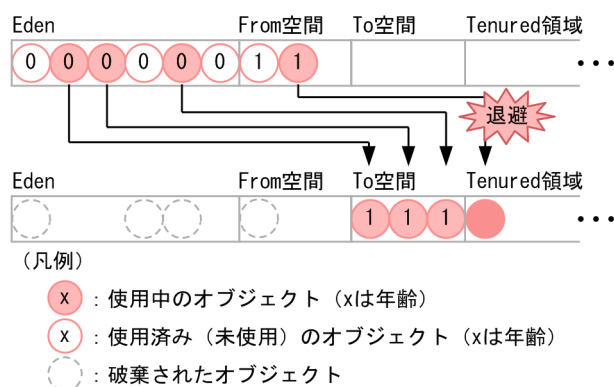 Eden From空間 To空間 Tenured領域
0 0 0 0 0 0 1 1 ･･･
退避
Eden From空間 To空間 Tenured領域
1 1 1 ･･･
(凡例)
x :使用中のオブジェクト(xは年齢)
x :使用済み(未使用)のオブジェクト(xは年齢)
:破棄されたオブジェクト